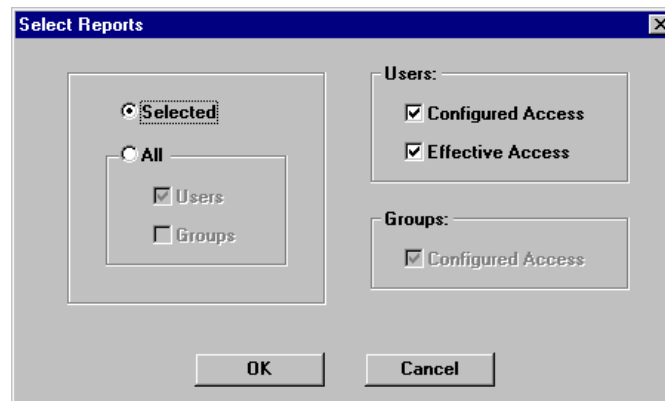 Select Reports
Selected
All
Users
Groups
Users:
Configured Access
Effective Access
Groups:
Configured Access
OK
Cancel